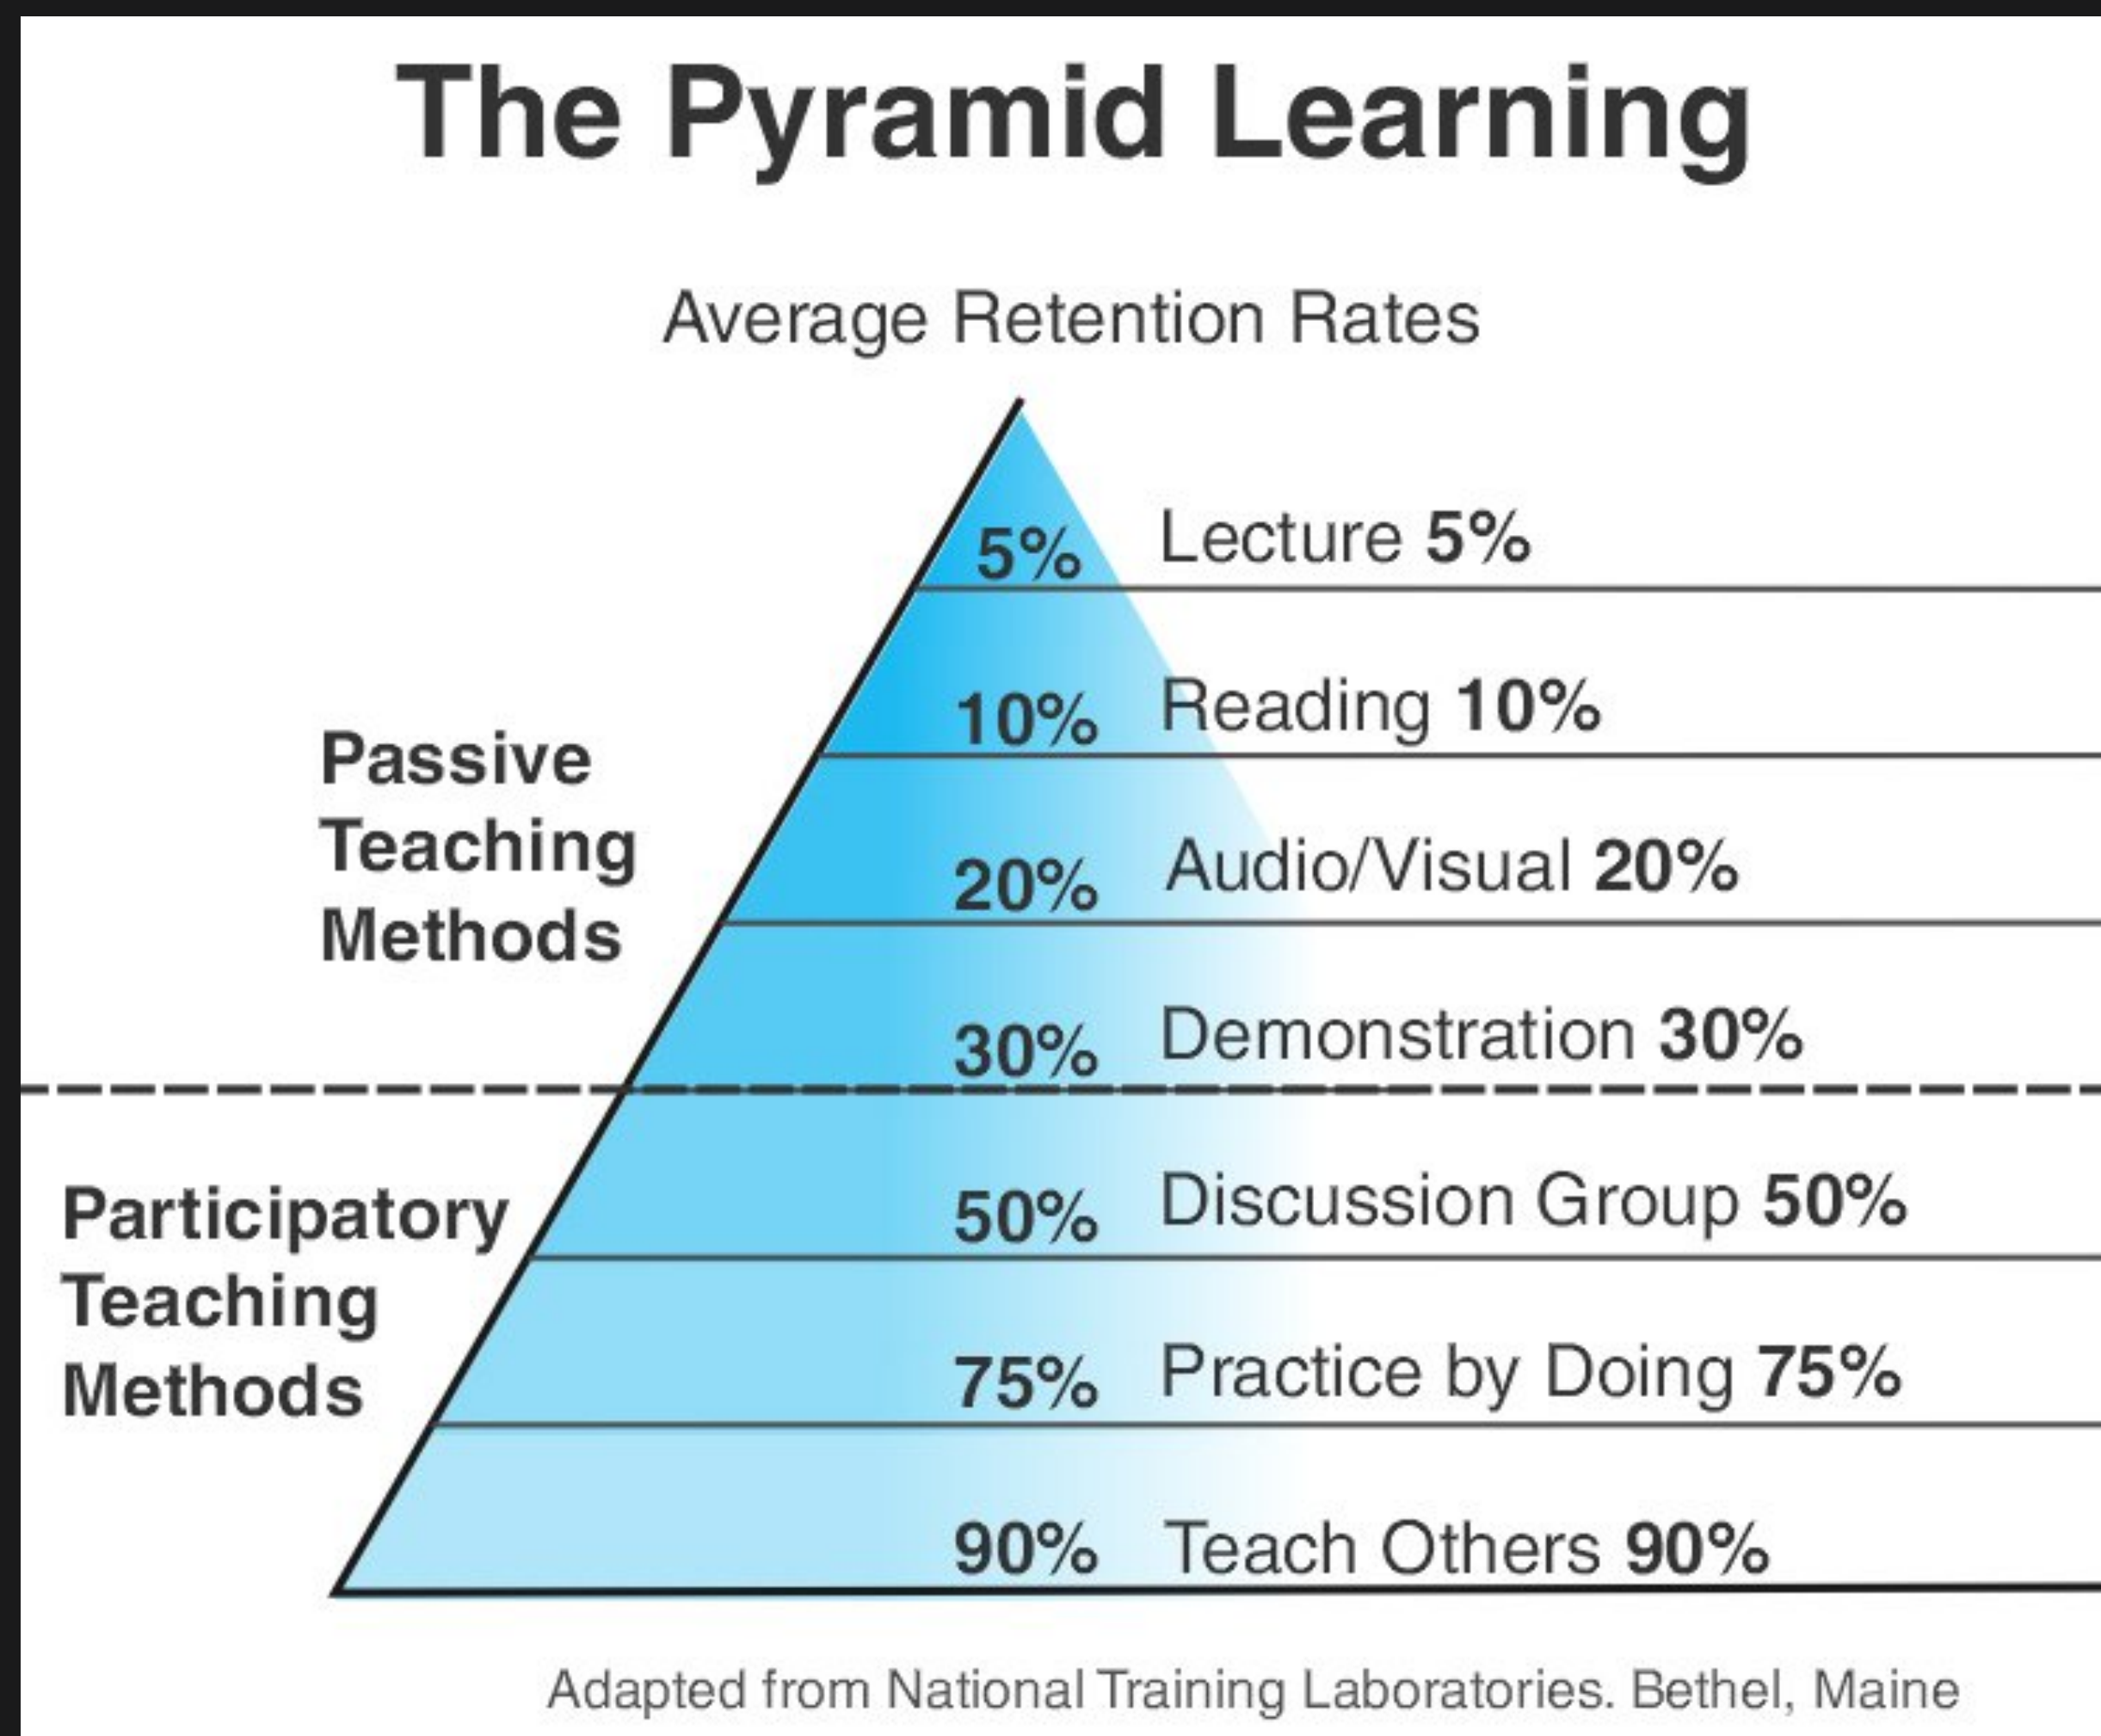 The Pyramid Learning
Average Retention Rates
5% Lecture 5%
10% Reading 10%
Passive
Teaching
Methods
20% Audio/Visual 20%
30% Demonstration 30%
Participatory
Teaching
Methods
50% Discussion Group 50%
75% Practice by Doing 75%
90% Teach Others 90%
Adapted from National Training Laboratories. Bethel, Maine